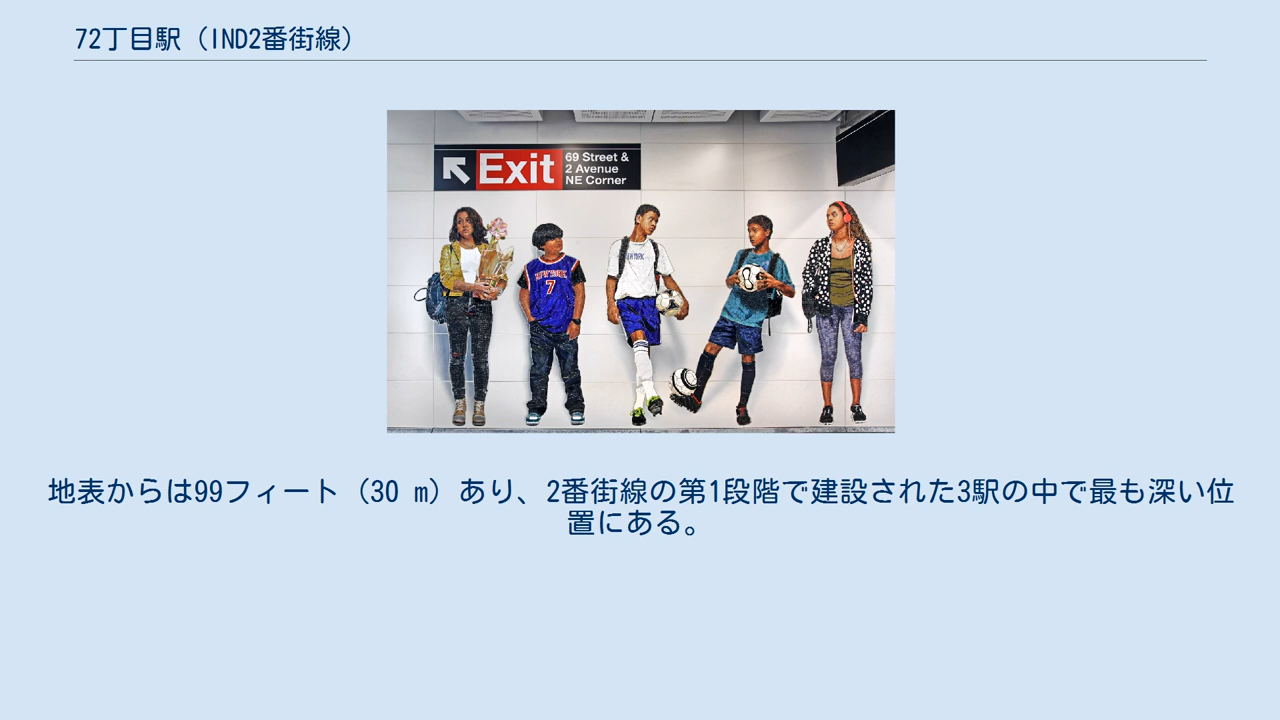 72丁目駅（IND2番街線）
Exit
69 Street &
2 Avenue
NE Corner
NEW YORK
7
地表からは99フィート（30 m）あり、2番街線の第1段階で建設された3駅の中で最も深い位
置にある。